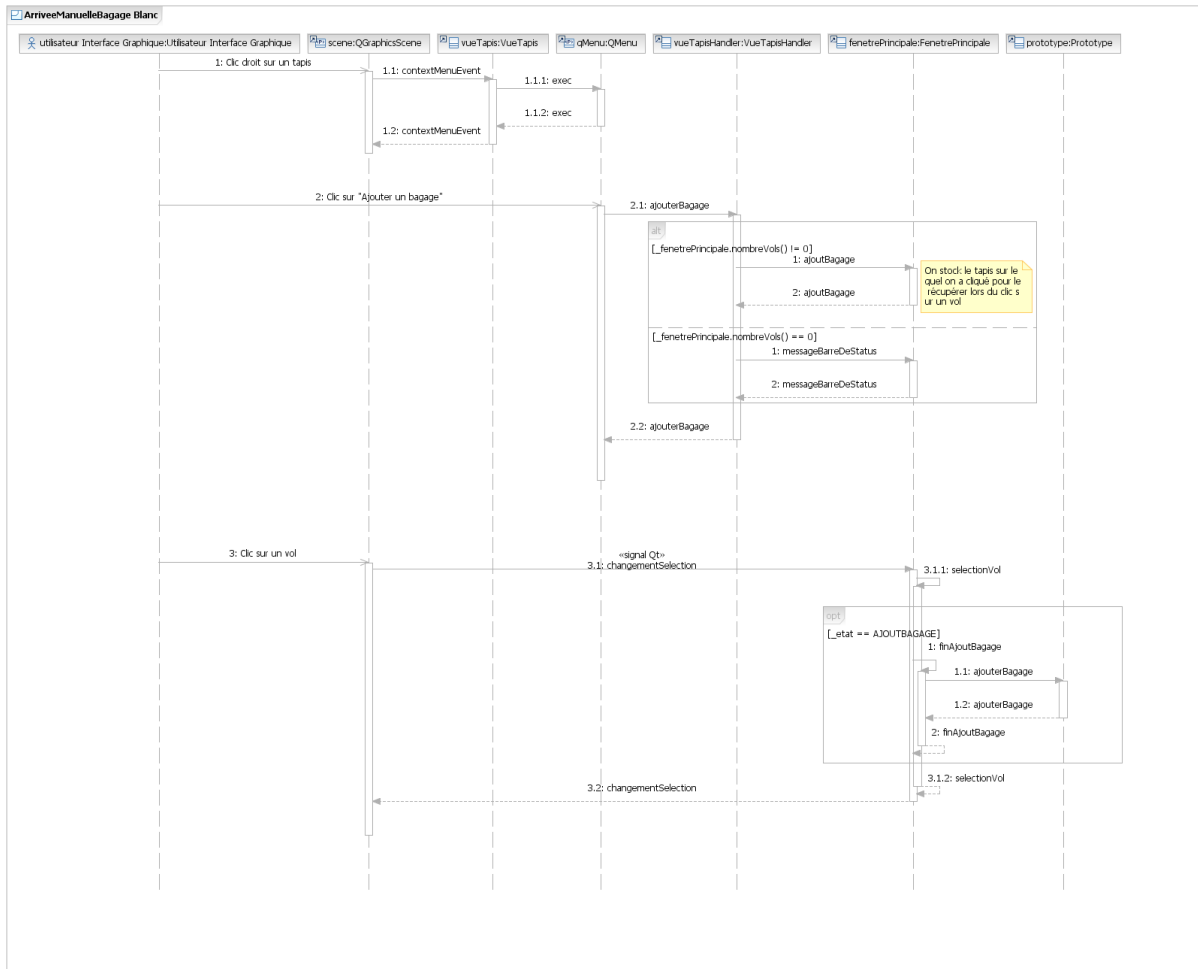 ArriveeManuelleBagage Blanc
utilisateur Interface Graphique:Utilisateur Interface Graphique
scene:QGraphicsScene
vueTapis:VueTapis
qMenu:QMenu
vueTapisHandler:VueTapisHandler
fenetrePrincipale:FenetrePrincipale
prototype:Prototype
1: Clic droit sur un tapis
1.1: contextMenuEvent
1.1.1: exec
1.1.2: exec
1.2: contextMenuEvent
2: Clic sur "Ajouter un bagage"
2.1: ajouterBagage
alt
[_fenetrePrincipale.nombreVols() != 0]
1: ajoutBagage
On stock le tapis sur le
quel on a cliqué pour le
récupérer lors du clic s
ur un vol
2: ajoutBagage
[_fenetrePrincipale.nombreVols() == 0]
1: messageBarreDeStatus
2: messageBarreDeStatus
2.2: ajouterBagage
3: Clic sur un vol
«signal Qt»
3.1: changementSelection
3.1.1: selectionVol
opt
[_etat == AJOUTBAGAGE]
1: finAjoutBagage
1.1: ajouterBagage
1.2: ajouterBagage
2: finAjoutBagage
3.1.2: selectionVol
3.2: changementSelection